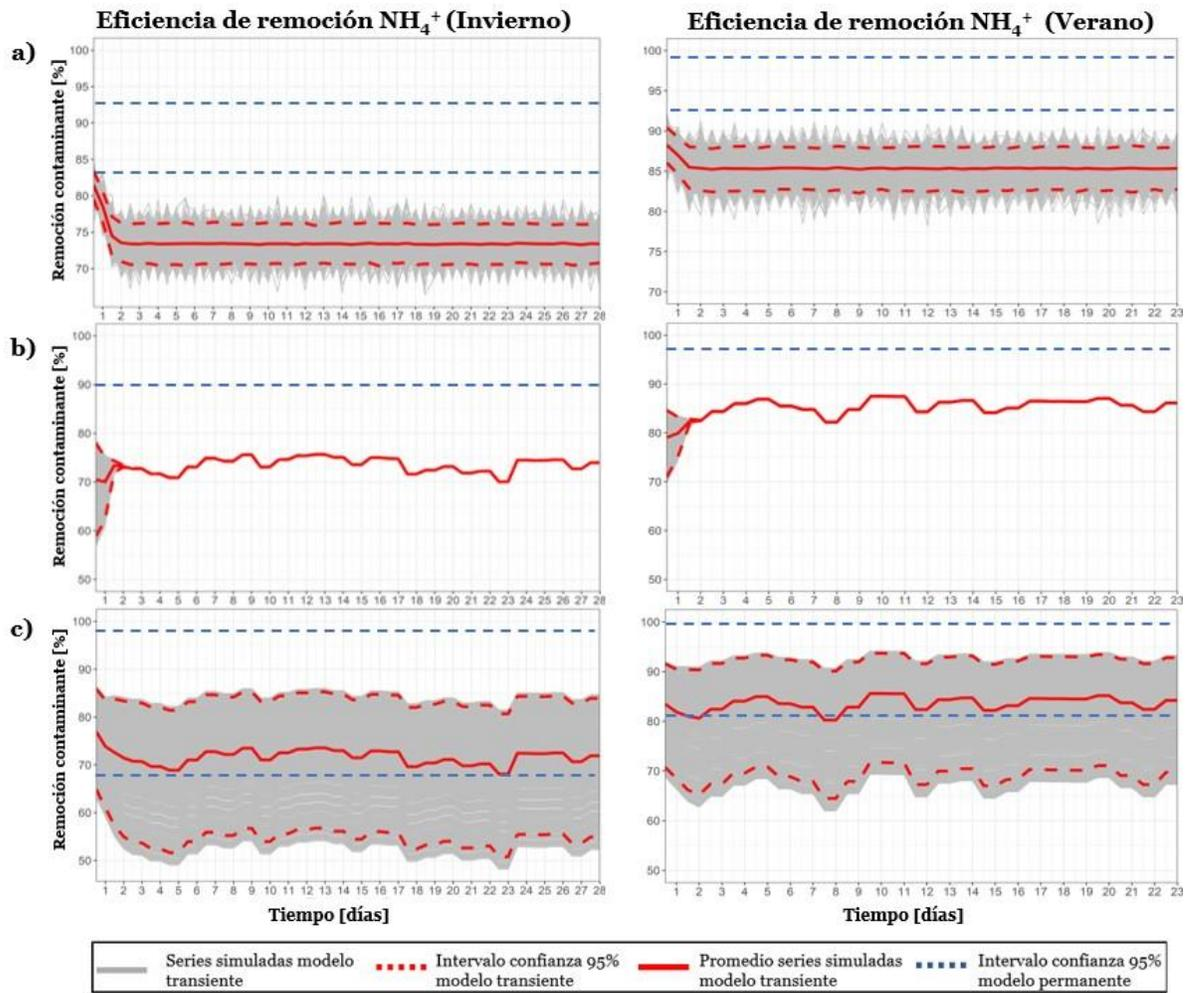 Eficiencia de remoción NH₄⁺ (Invierno)
Eficiencia de remoción NH₄⁺ (Verano)
a)
Remoción contaminante [%]
100
95
90
85
80
75
70
1 2 3 4 5 6 7 8 9 10 11 12 13 14 15 16 17 18 19 20 21 22 23 24 25 26 27 28
100
95
90
85
80
75
70
1 2 3 4 5 6 7 8 9 10 11 12 13 14 15 16 17 18 19 20 21 22 23
b)
Remoción contaminante [%]
100
90
80
70
60
50
1 2 3 4 5 6 7 8 9 10 11 12 13 14 15 16 17 18 19 20 21 22 23 24 25 26 27 28
100
90
80
70
60
50
1 2 3 4 5 6 7 8 9 10 11 12 13 14 15 16 17 18 19 20 21 22 23
c)
Remoción contaminante [%]
100
90
80
70
60
50
1 2 3 4 5 6 7 8 9 10 11 12 13 14 15 16 17 18 19 20 21 22 23 24 25 26 27 28
Tiempo [días]
100
90
80
70
60
50
1 2 3 4 5 6 7 8 9 10 11 12 13 14 15 16 17 18 19 20 21 22 23
Tiempo [días]
Series simuladas modelo
transiente
Intervalo confianza 95%
modelo transiente
Promedio series simuladas
modelo transiente
Intervalo confianza 95%
modelo permanente